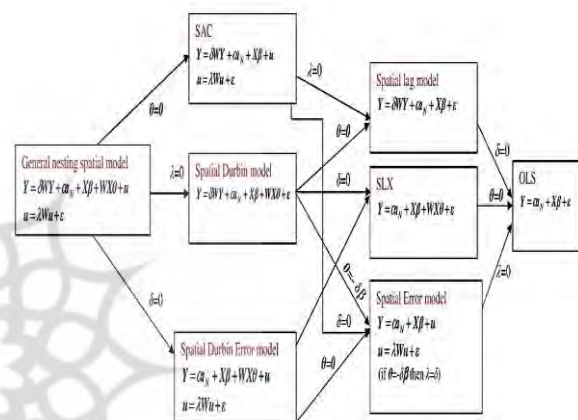 SAC
Y = δWY + αι_N + Xβ + u
u = λWu + ε
θ=0
λ=0
Spatial lag model
Y = δWY + αι_N + Xβ + ε
General nesting spatial model
Y = δWY + αι_N + Xβ + WXθ + u
u = λWu + ε
λ=0
Spatial Durbin model
Y = δWY + αι_N + Xβ + WXθ + ε
θ=0
δ=0
SLX
Y = αι_N + Xβ + WXθ + ε
δ=0
θ=0
OLS
Y = αι_N + Xβ + ε
λ=0
θ=-δβ
δ=0
Spatial Error model
Y = αι_N + Xβ + u
u = λWu + ε
(if θ=-δβ then λ=δ)
δ=0
Spatial Durbin Error model
Y = αι_N + Xβ + WXθ + u
u = λWu + ε
θ=0